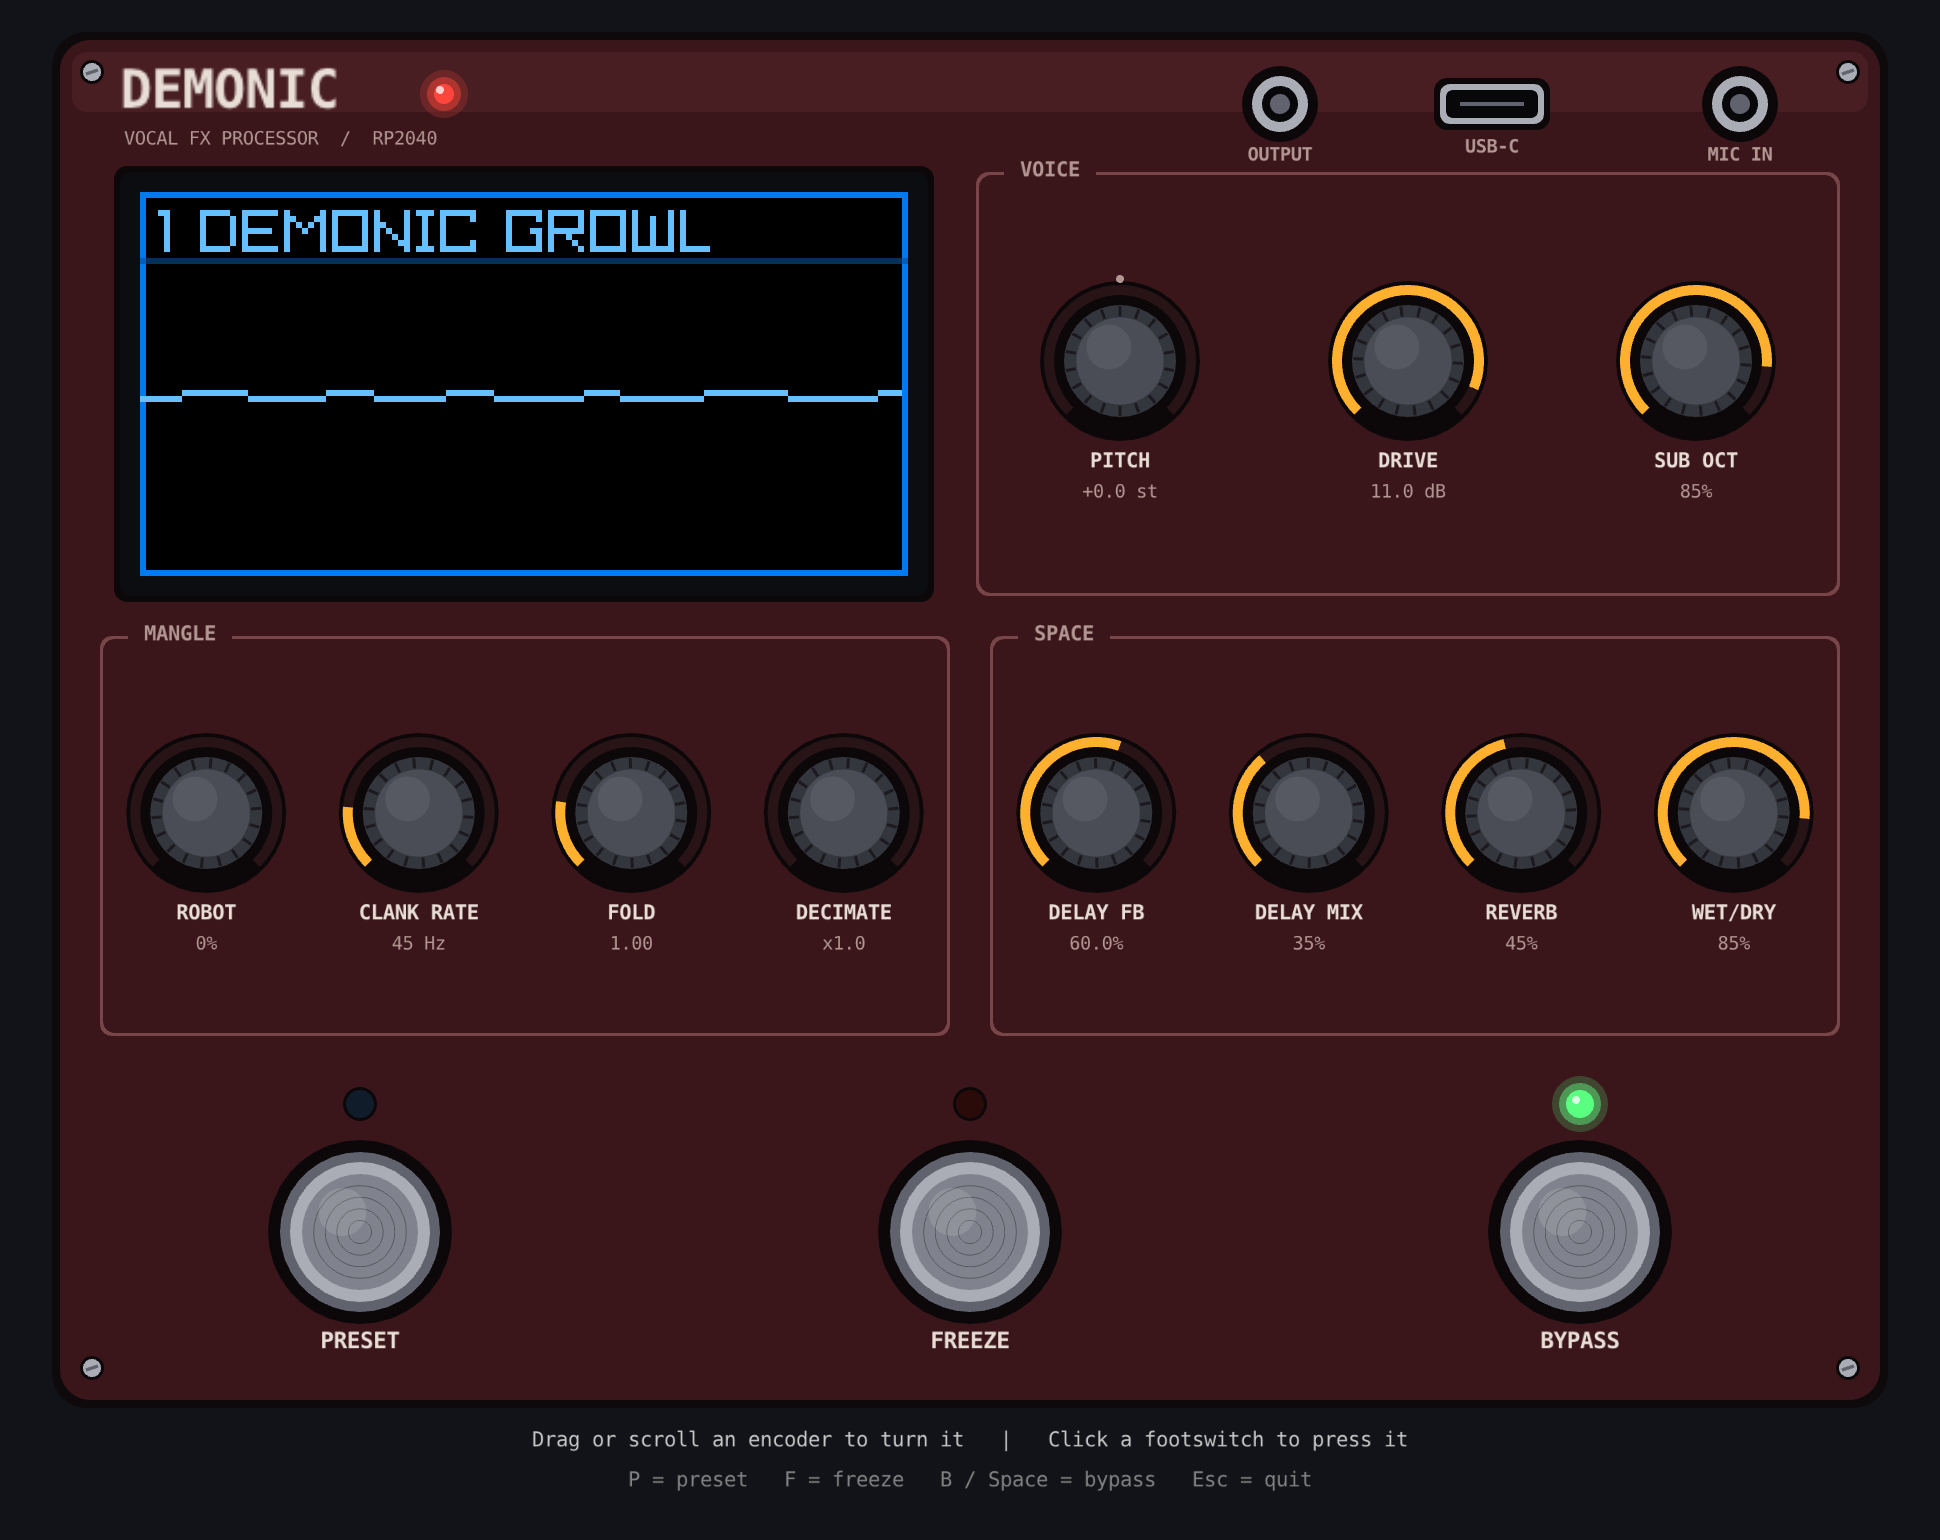 DEMONIC
VOCAL FX PROCESSOR / RP2040
OUTPUT
USB-C
MIC IN
1 DEMONIC GROWL
VOICE
PITCH
+0.0 st
DRIVE
11.0 dB
SUB OCT
85%
MANGLE
ROBOT
0%
CLANK RATE
45 Hz
FOLD
1.00
DECIMATE
x1.0
SPACE
DELAY FB
60.0%
DELAY MIX
35%
REVERB
45%
WET/DRY
85%
PRESET
FREEZE
BYPASS
Drag or scroll an encoder to turn it | Click a footswitch to press it
P = preset F = freeze B / Space = bypass Esc = quit